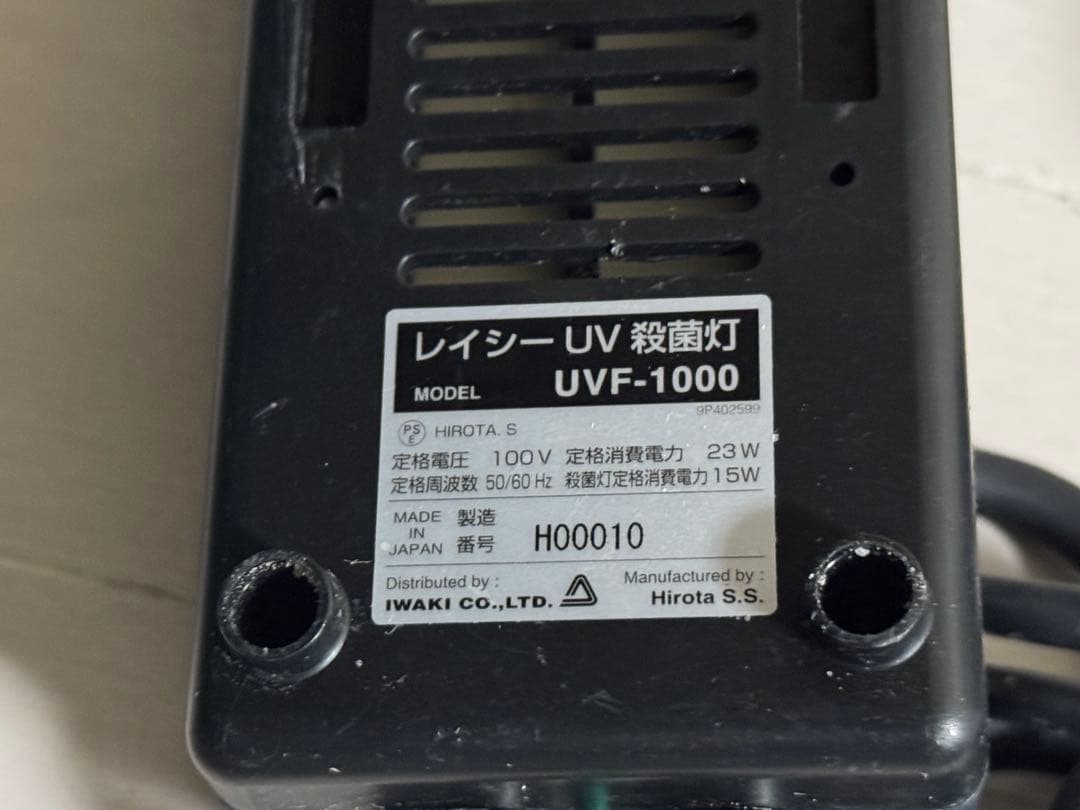 レイシー UV 殺菌灯
MODEL UVF-1000
9P402599
PSE HIROTA. S
定格電圧 100V 定格消費電力 23W
定格周波数 50/60 Hz 殺菌灯定格消費電力 15W
MADE IN JAPAN 製造番号 H00010
Distributed by : Manufactured by :
IWAKI CO.,LTD. Hirota S.S.